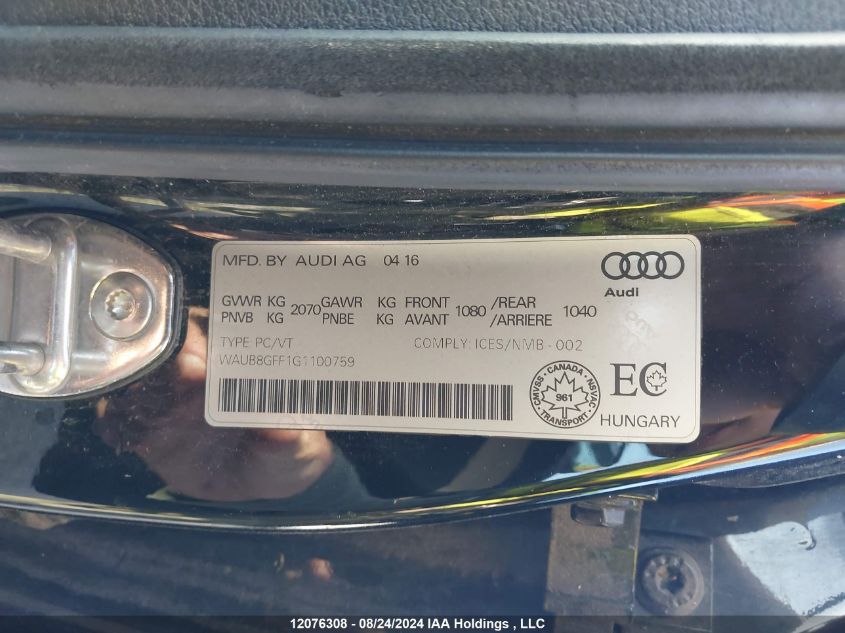 MFD. BY AUDI AG 04 16
Audi
GVWR KG 2070 GAWR KG FRONT 1080 /REAR 1040
PNVB KG PNBE KG AVANT /ARRIERE
TYPE PC/VT COMPLY: ICES/NMB - 002
WAUB8GFF1G1100759
CMVSS - CANADA - NSVAC
961
TRANSPORT
EC
HUNGARY
12076308 - 08/24/2024 IAA Holdings , LLC